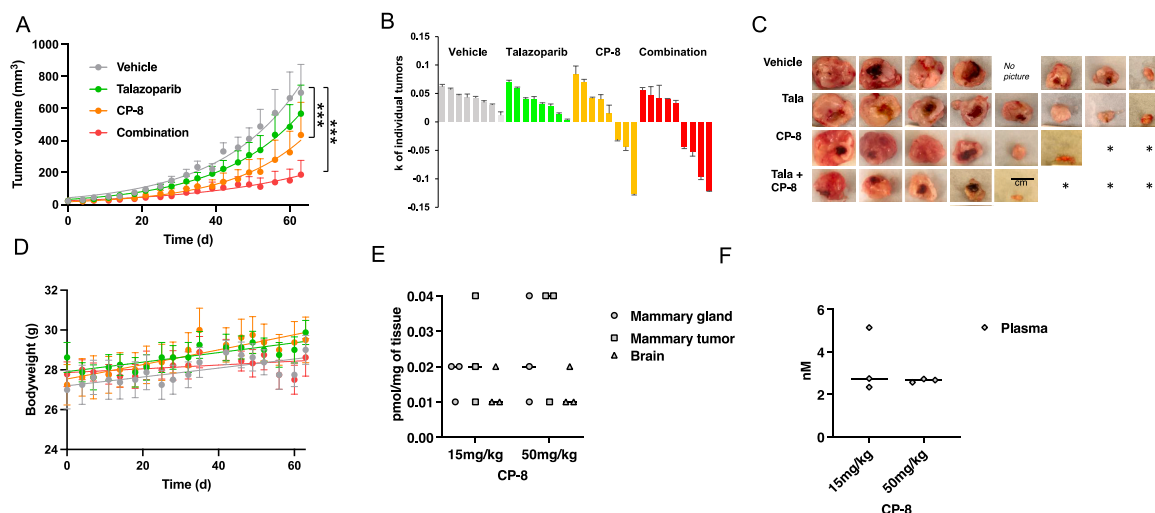 A
Tumor volume (mm3)
1000
800
600
400
200
0
Vehicle
Talazoparib
CP-8
Combination
***
***
0 20 40 60
Time (d)
B
k of individual tumors
Vehicle Talazoparib CP-8 Combination
0.1
0.05
0
-0.05
-0.1
0.15
C
Vehicle
No
picture
Tala
CP-8
* *
Tala +
CP-8
cm
* * *
D
Bodyweight (g)
32
30
28
26
24
0 20 40 60
Time (d)
E
pmol/mg of tissue
0.04
0.03
0.02
0.01
0.00
15mg/kg 50mg/kg
CP-8
Mammary gland
Mammary tumor
Brain
F
nM
6
4
2
0
15mg/kg 50mg/kg
CP-8
Plasma